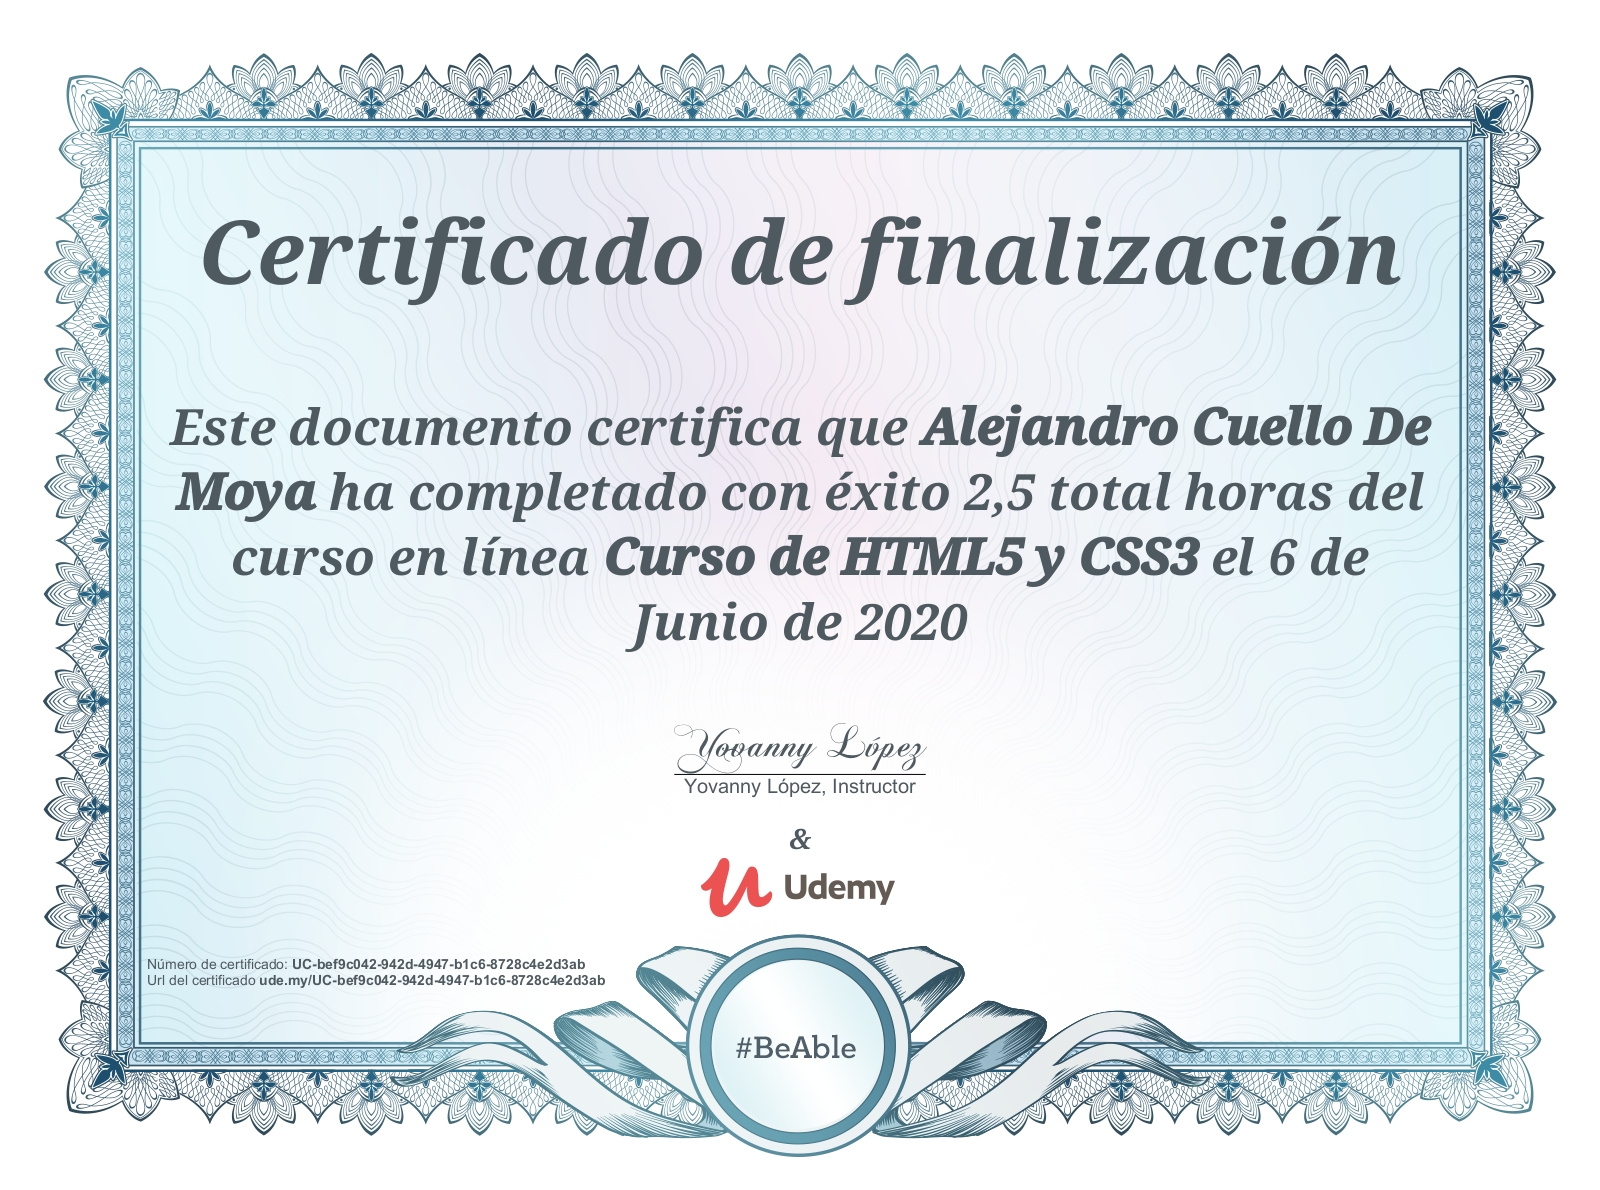 Certificado de finalización
Este documento certifica que Alejandro Cuello De
Moya ha completado con éxito 2,5 total horas del
curso en línea Curso de HTML5 y CSS3 el 6 de
Junio de 2020
Yovanny López
Yovanny López, Instructor
&
Udemy
Número de certificado: UC-bef9c042-942d-4947-b1c6-8728c4e2d3ab
Url del certificado ude.my/UC-bef9c042-942d-4947-b1c6-8728c4e2d3ab
#BeAble